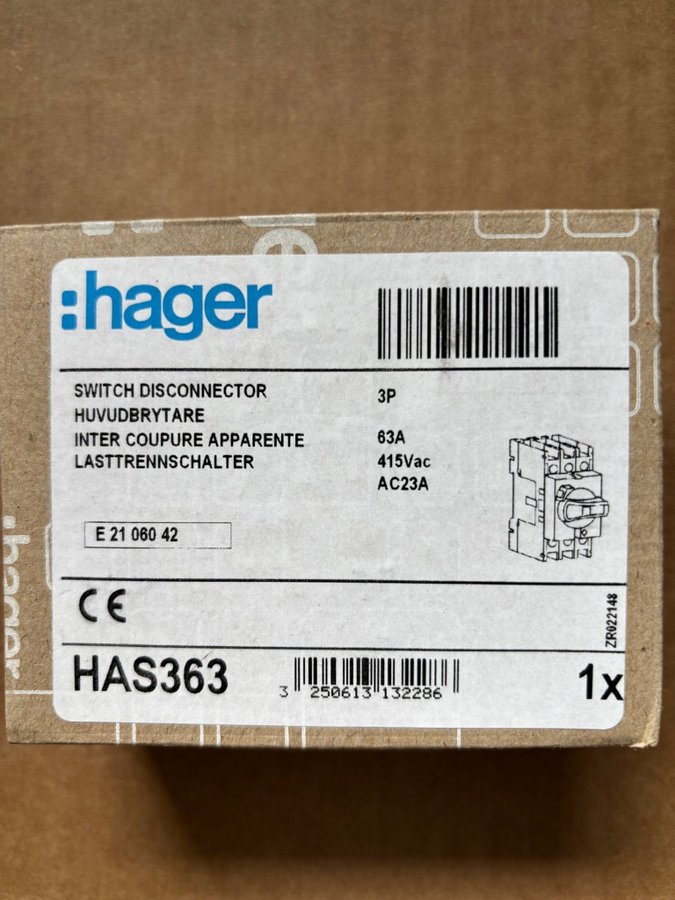 :hager
SWITCH DISCONNECTOR
HUVUDBRYTARE
INTER COUPURE APPARENTE
LASTTRENNSCHALTER
3P
63A
415Vac
AC23A
E 21 060 42
CE
ZR022148
HAS363
3 250613 132286
1x
:hager